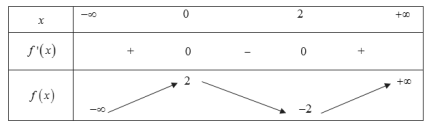 x −∞ 0 2 +∞
f'(x) + 0 − 0 +
2 +∞
f(x)
−∞ −2